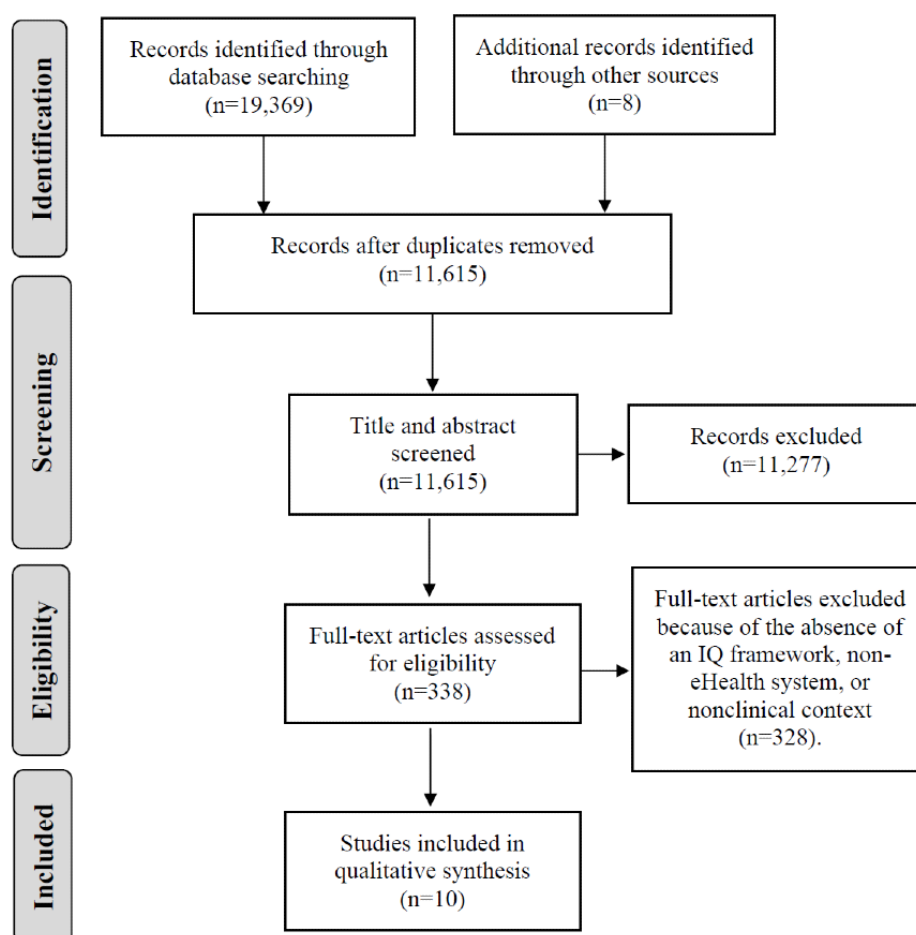 Identification
Records identified through
database searching
(n=19,369)
Additional records identified
through other sources
(n=8)
Records after duplicates removed
(n=11,615)
Screening
Title and abstract
screened
(n=11,615)
Records excluded
(n=11,277)
Eligibility
Full-text articles assessed
for eligibility
(n=338)
Full-text articles excluded
because of the absence of
an IQ framework, non-
eHealth system, or
nonclinical context
(n=328).
Included
Studies included in
qualitative synthesis
(n=10)